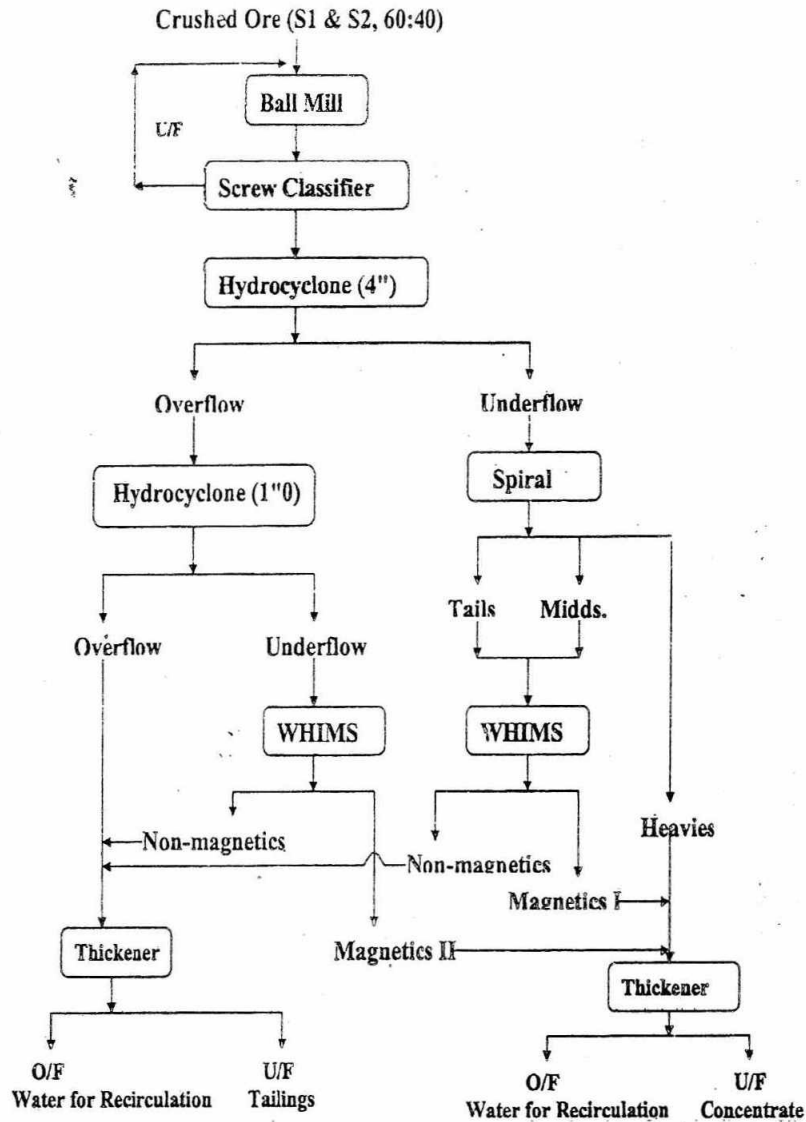 Crushed Ore (S1 & S2, 60:40)
Ball Mill
U/F
Screw Classifier
Hydrocyclone (4")
Overflow
Underflow
Hydrocyclone (1"0)
Spiral
Tails
Midds.
Overflow
Underflow
WHIMS
WHIMS
Non-magnetics
Non-magnetics
Heavies
Magnetics I
Magnetics II
Thickener
Thickener
O/F
Water for Recirculation
U/F
Tailings
O/F
Water for Recirculation
U/F
Concentrate